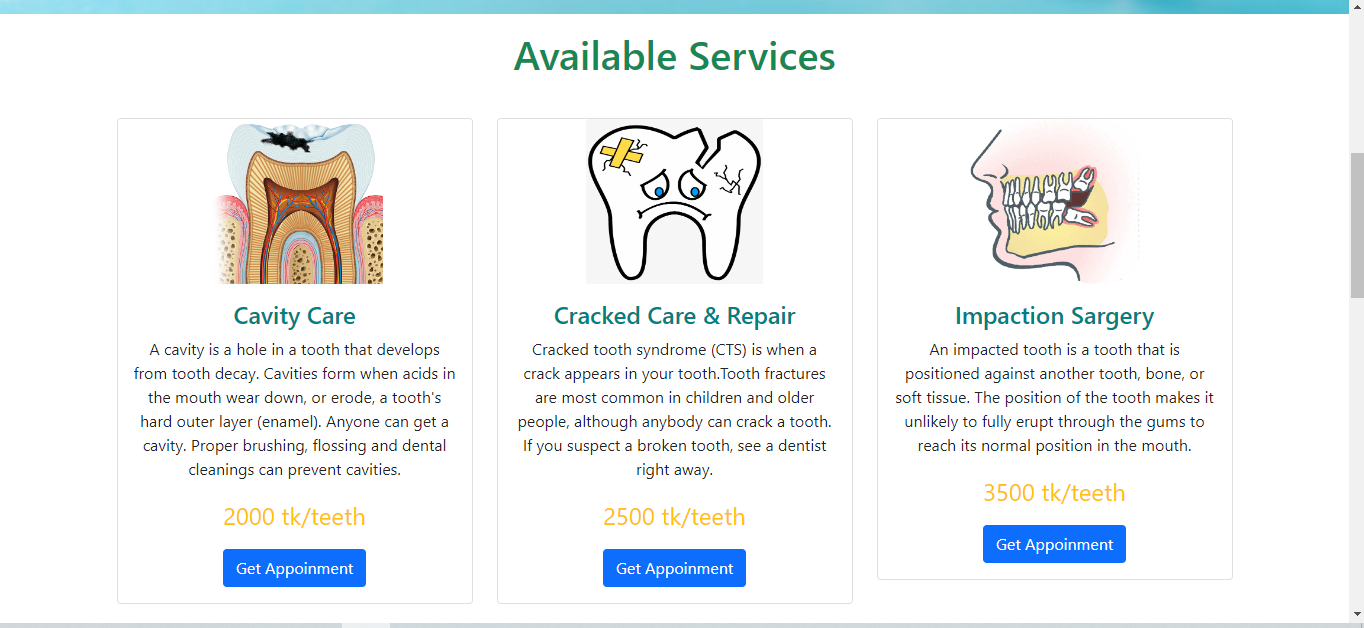 Available Services
Cavity Care
A cavity is a hole in a tooth that develops
from tooth decay. Cavities form when acids in
the mouth wear down, or erode, a tooth's
hard outer layer (enamel). Anyone can get a
cavity. Proper brushing, flossing and dental
cleanings can prevent cavities.
2000 tk/teeth
Get Appoinment
Cracked Care & Repair
Cracked tooth syndrome (CTS) is when a
crack appears in your tooth.Tooth fractures
are most common in children and older
people, although anybody can crack a tooth.
If you suspect a broken tooth, see a dentist
right away.
2500 tk/teeth
Get Appoinment
Impaction Sargery
An impacted tooth is a tooth that is
positioned against another tooth, bone, or
soft tissue. The position of the tooth makes it
unlikely to fully erupt through the gums to
reach its normal position in the mouth.
3500 tk/teeth
Get Appoinment